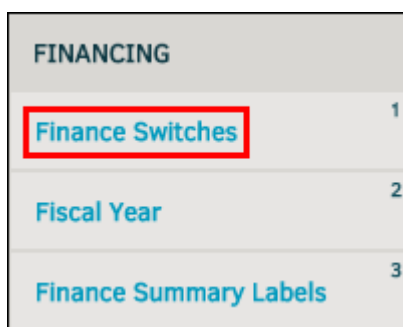 FINANCING
Finance Switches 1
Fiscal Year 2
Finance Summary Labels 3